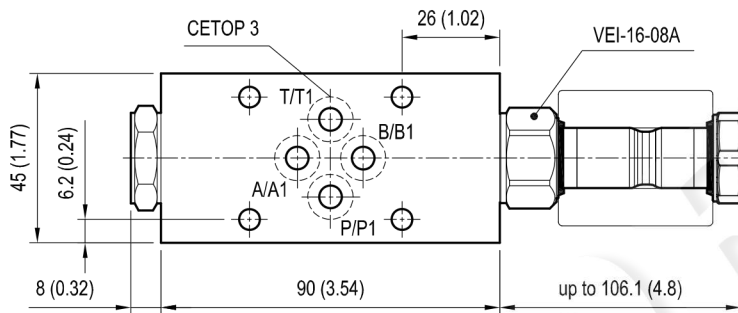 26 (1.02)
CETOP 3
VEI-16-08A
T/T1
B/B1
45 (1.77)
6.2 (0.24)
A/A1
P/P1
8 (0.32)
90 (3.54)
up to 106.1 (4.8)